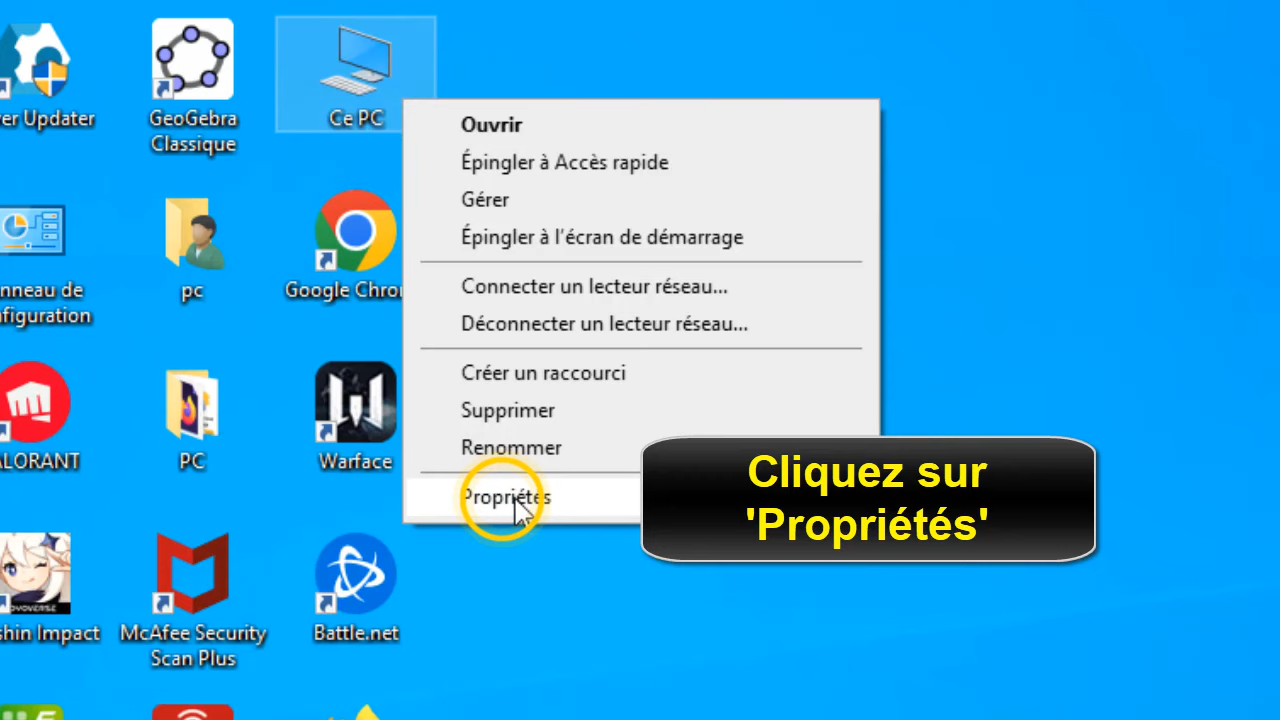 ver Updater
GeoGebra
Classique
Ce PC
Ouvrir
Épingler à Accès rapide
Gérer
Épingler à l'écran de démarrage
Connecter un lecteur réseau...
Déconnecter un lecteur réseau...
Créer un raccourci
Supprimer
Renommer
Propriétés
Cliquez sur
'Propriétés'
nneau de
figuration
pc
Google Chro
ALORANT
PC
Warface
shin Impact
McAfee Security
Scan Plus
Battle.net